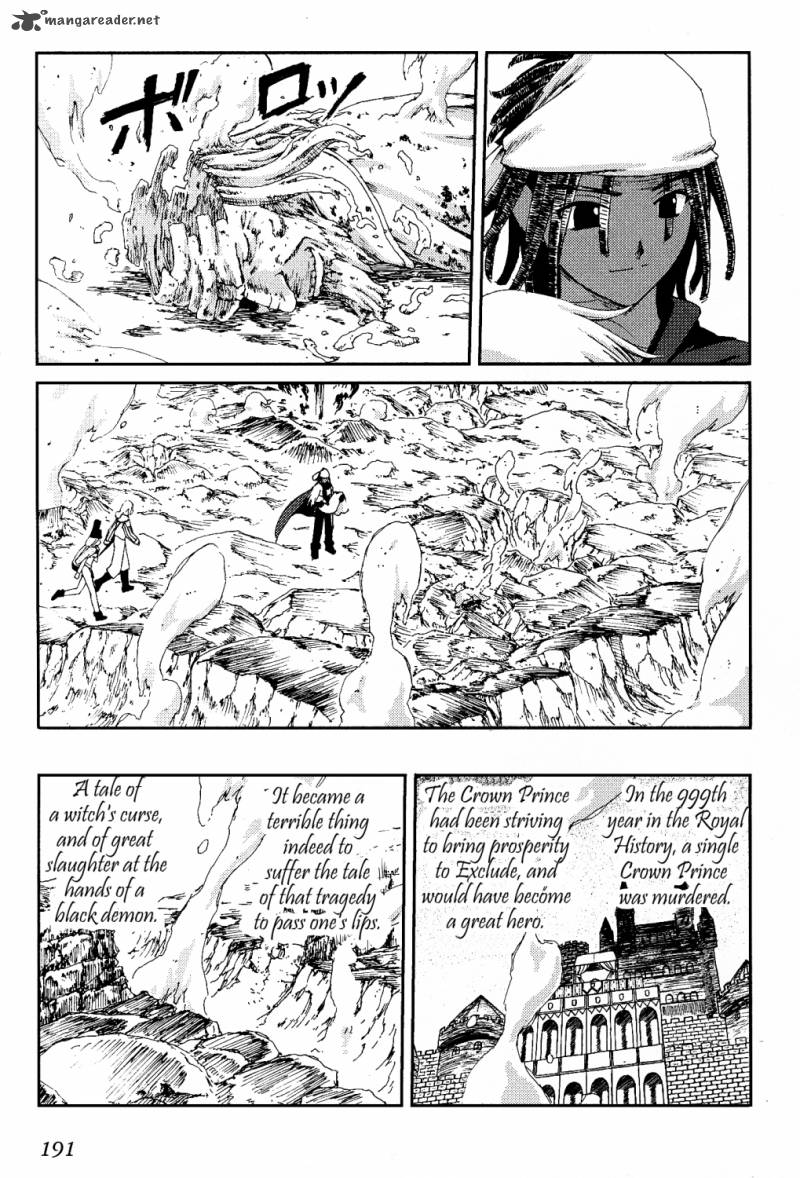 mangareader.net
ボロッ
In the 999th
year in the Royal
History, a single
Crown Prince
was murdered.
The Crown Prince
had been striving
to bring prosperity
to Exclude, and
would have become
a great hero.
It became a
terrible thing
indeed to
suffer the tale
of that tragedy
to pass one's lips.
A tale of
a witch's curse,
and of great
slaughter at the
hands of a
black demon.
191